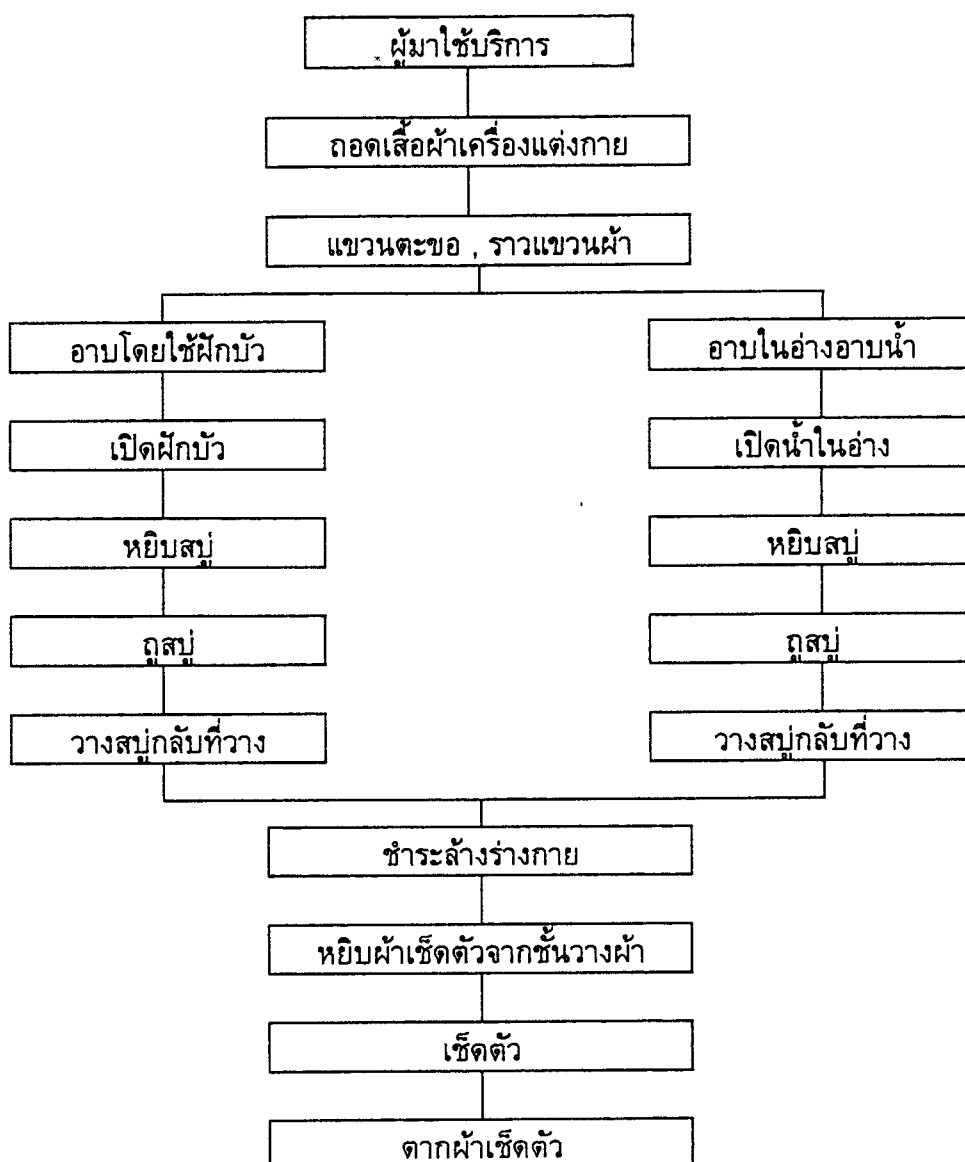 ผู้มาใช้บริการ
ถอดเสื้อผ้าเครื่องแต่งกาย
แขวนตะขอ , ราวแขวนผ้า
อาบโดยใช้ฝักบัว
อาบในอ่างอาบน้ำ
เปิดฝักบัว
เปิดน้ำในอ่าง
หยิบสบู่
หยิบสบู่
ถูสบู่
ถูสบู่
วางสบู่กลับที่วาง
วางสบู่กลับที่วาง
ชำระล้างร่างกาย
หยิบผ้าเช็ดตัวจากชั้นวางผ้า
เช็ดตัว
ตากผ้าเช็ดตัว